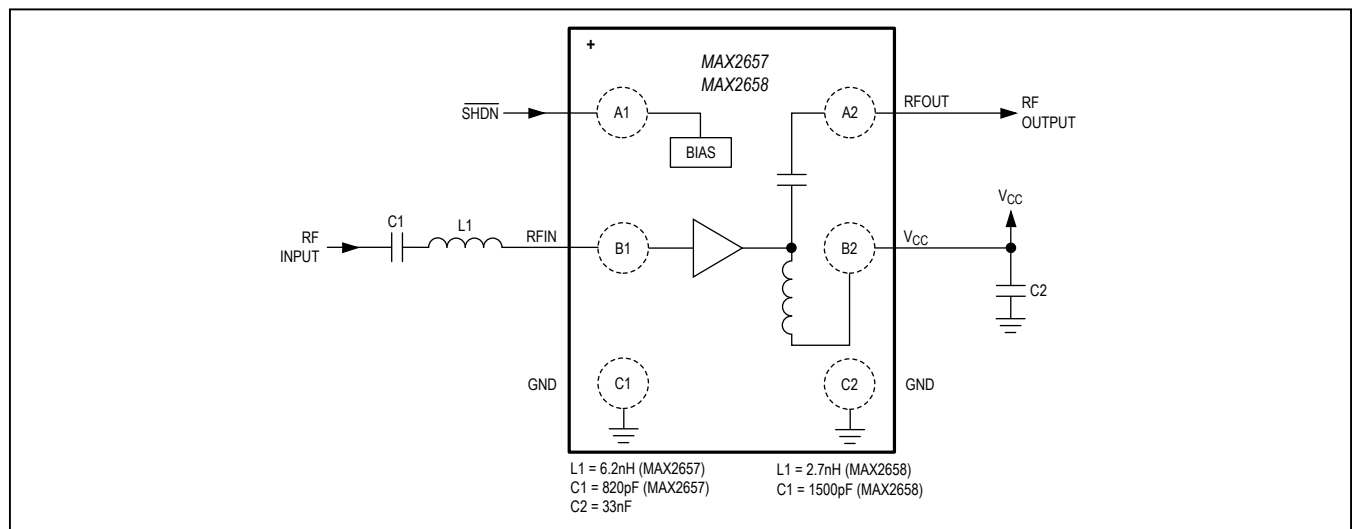 +
MAX2657
MAX2658
SHDN
A1
BIAS
A2
RFOUT
RF
OUTPUT
C1
L1
RF
INPUT
RFIN
B1
B2
VCC
VCC
C2
GND
C1
C2
GND
L1 = 6.2nH (MAX2657)
C1 = 820pF (MAX2657)
C2 = 33nF
L1 = 2.7nH (MAX2658)
C1 = 1500pF (MAX2658)